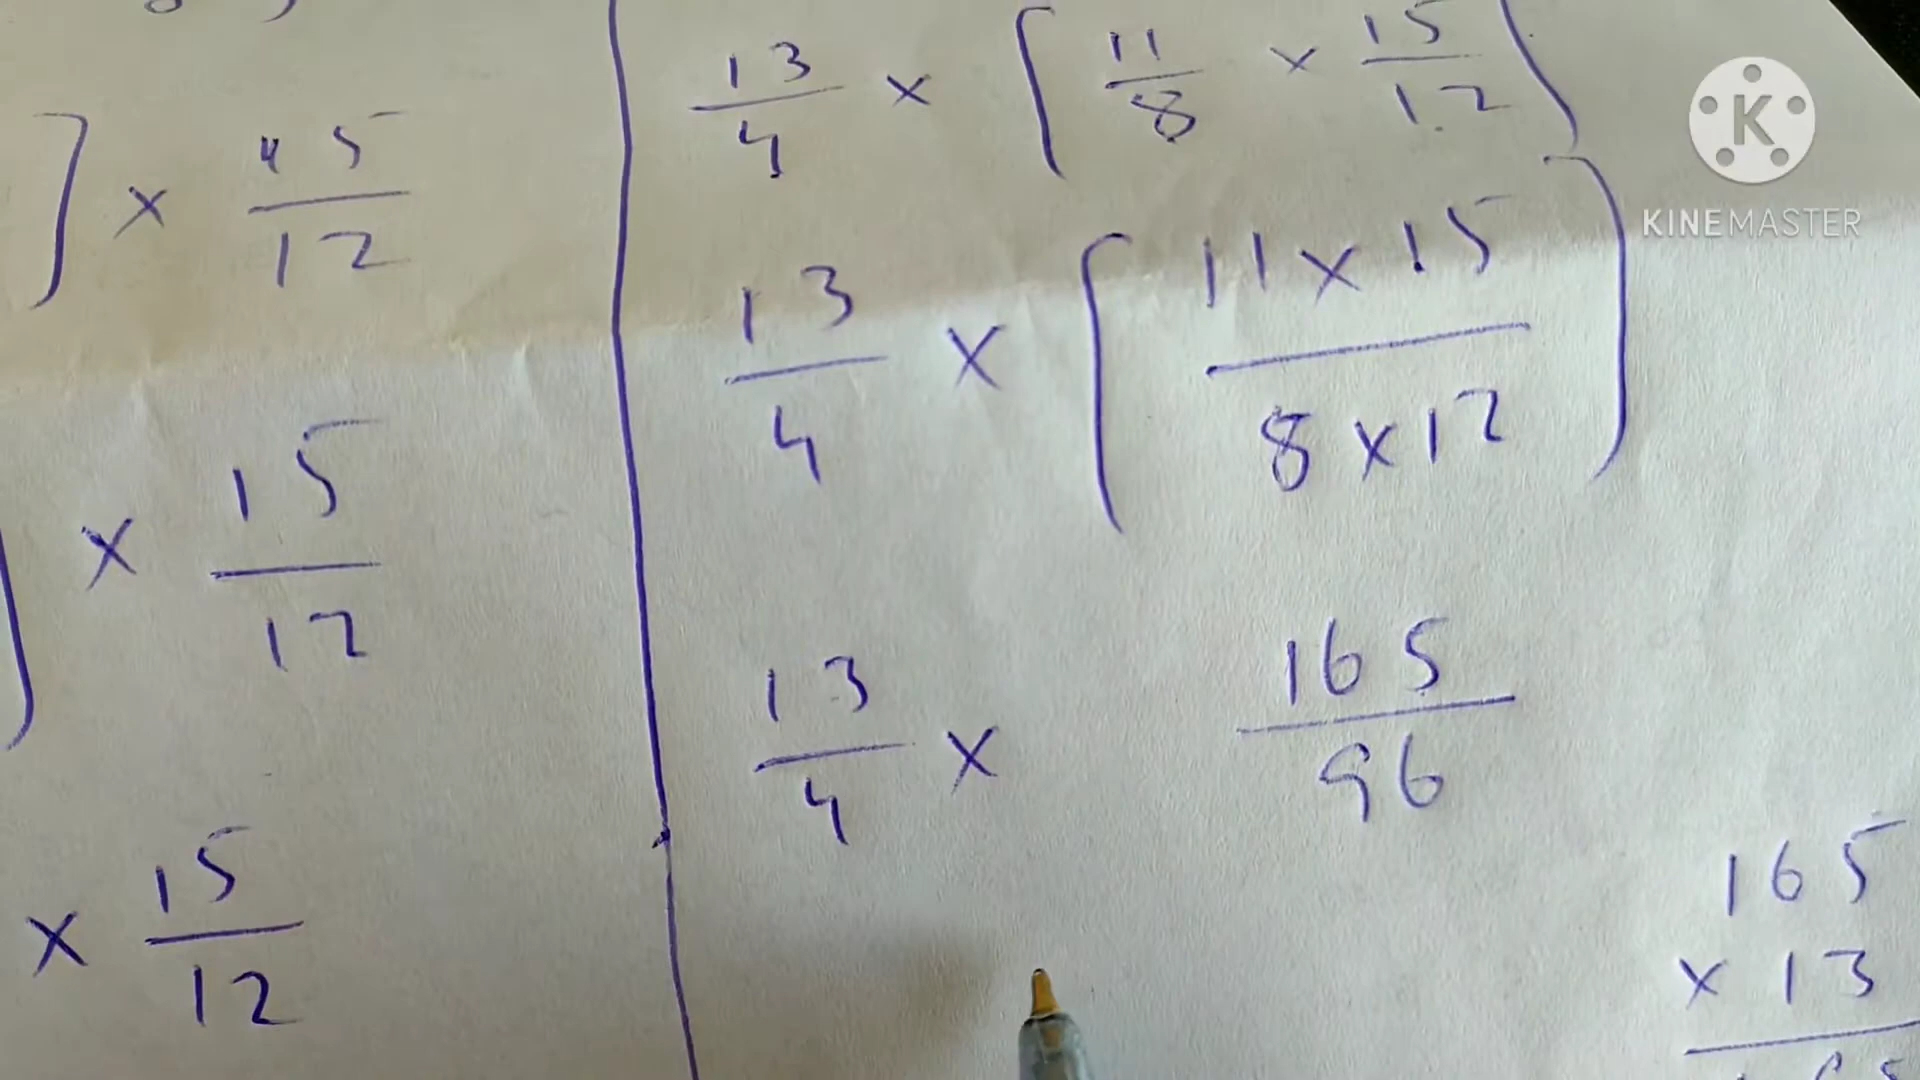 ] × 15/12
× 15/12
× 15/12
13/4 × [ 11/8 × 15/12 ]
13/4 × ( 11 × 15 / 8 × 12 )
13/4 × 165/96
165
× 13
K
KINEMASTER